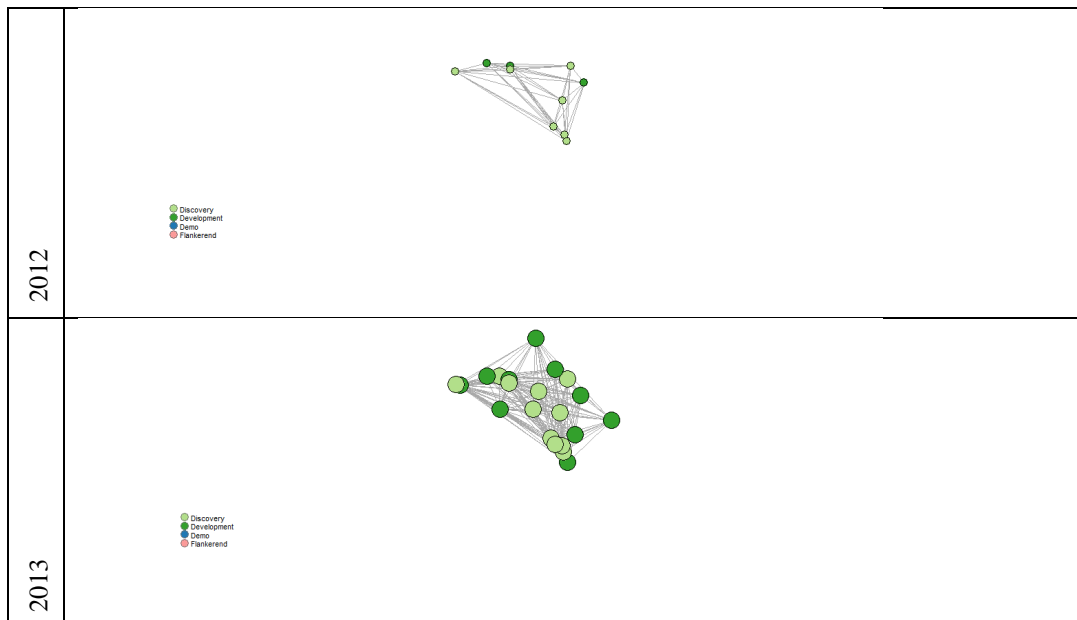 2012
Discovery
Development
Demo
Flankerend
2013
Discovery
Development
Demo
Flankerend